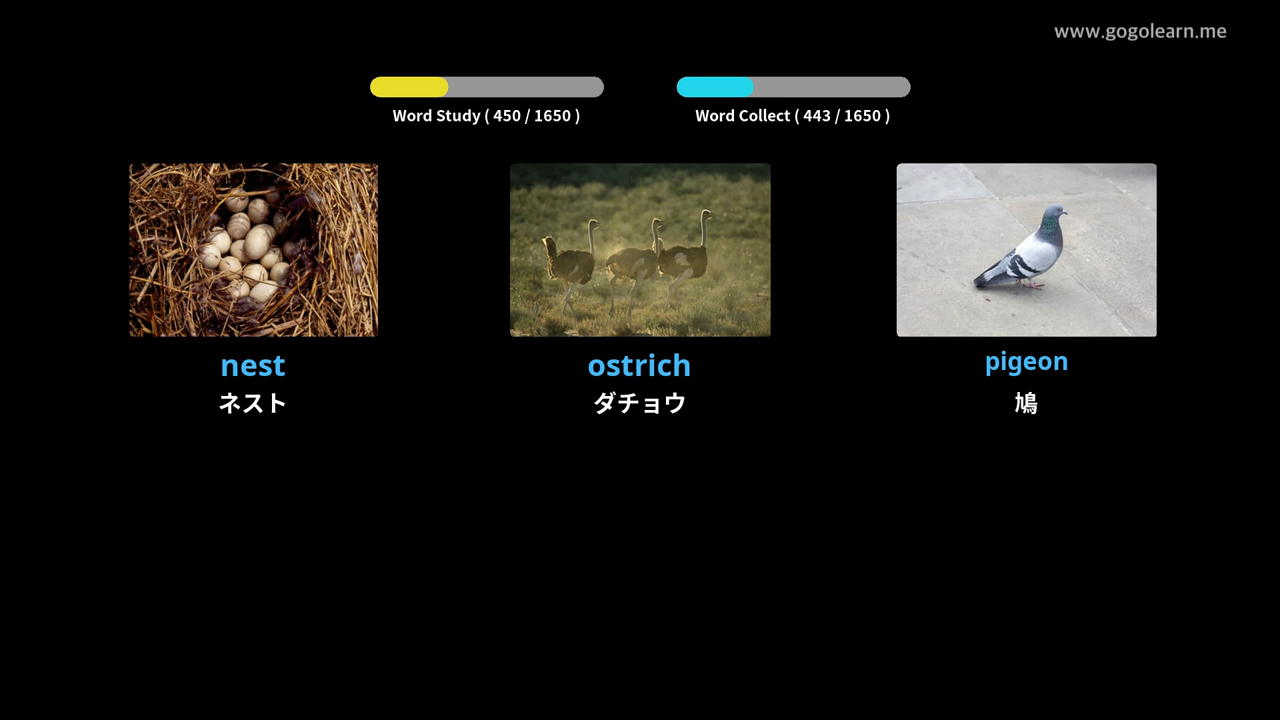 www.gogolearn.me
Word Study ( 450 / 1650 )
Word Collect ( 443 / 1650 )
nest
ネスト
ostrich
ダチョウ
pigeon
鳩